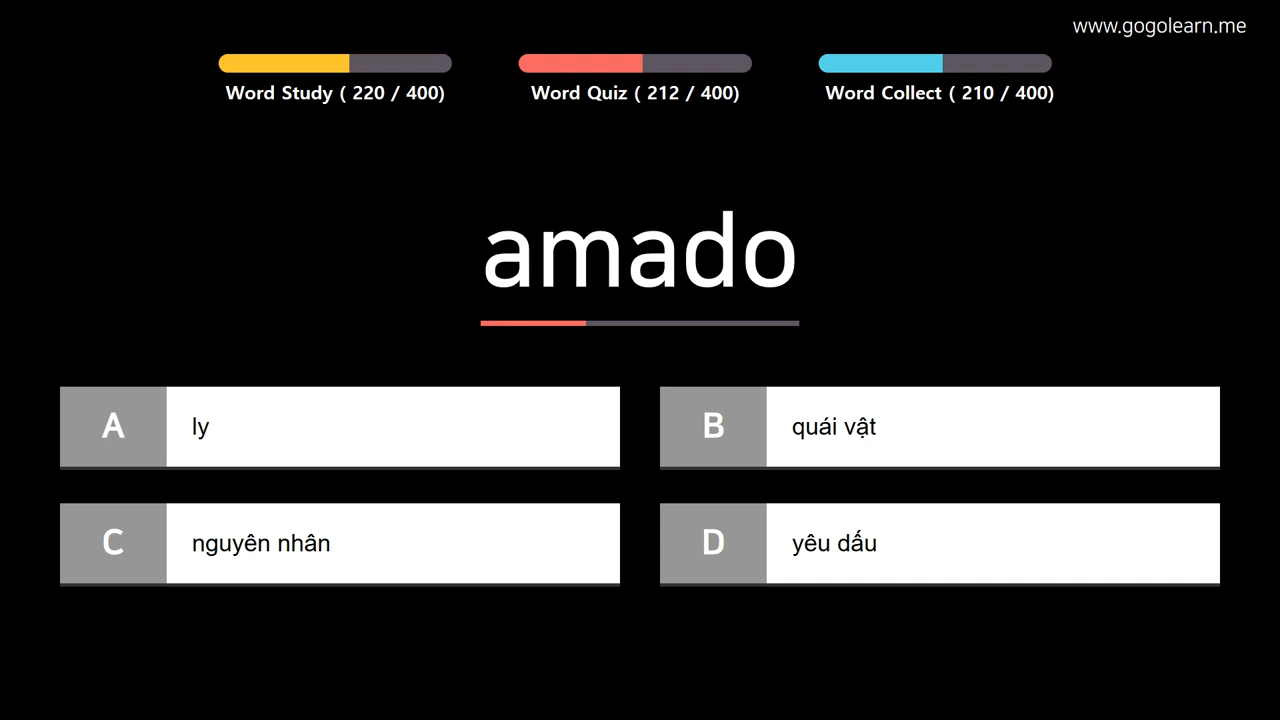 www.gogolearn.me
Word Study ( 220 / 400)
Word Quiz ( 212 / 400)
Word Collect ( 210 / 400)
amado
A
ly
B
quái vật
C
nguyên nhân
D
yêu dấu